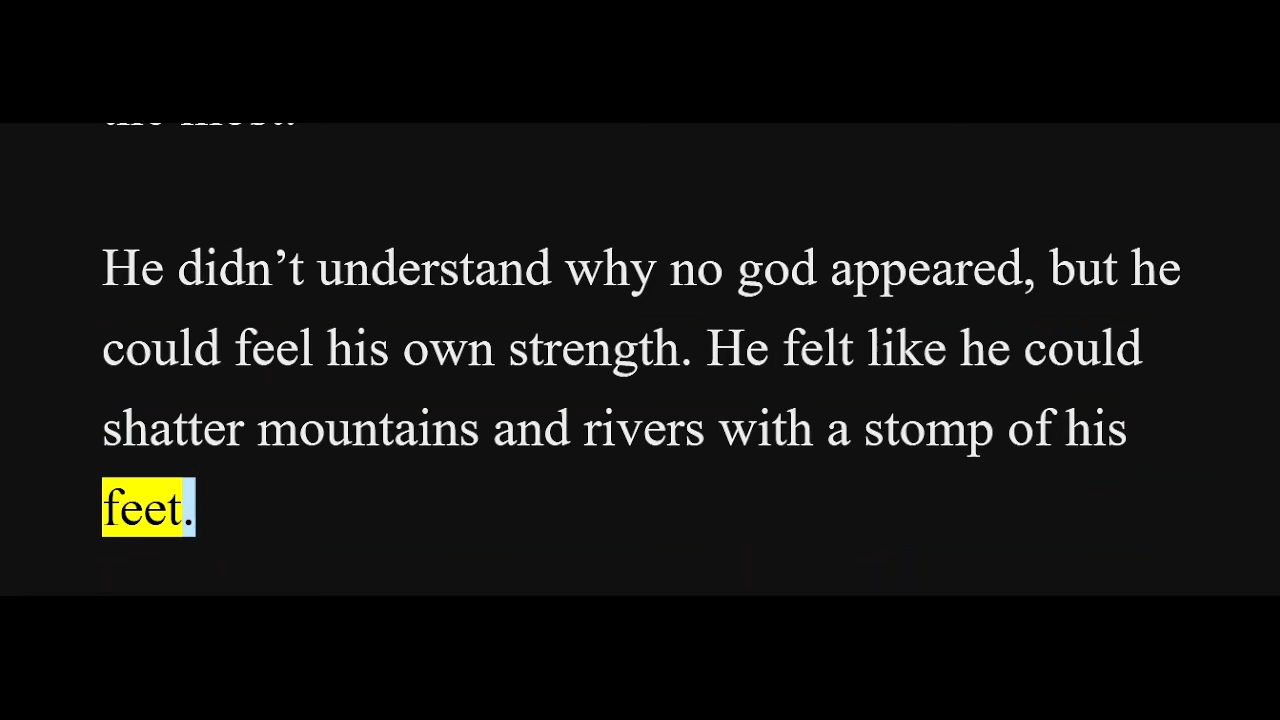 He didn’t understand why no god appeared, but he
could feel his own strength. He felt like he could
shatter mountains and rivers with a stomp of his
feet.